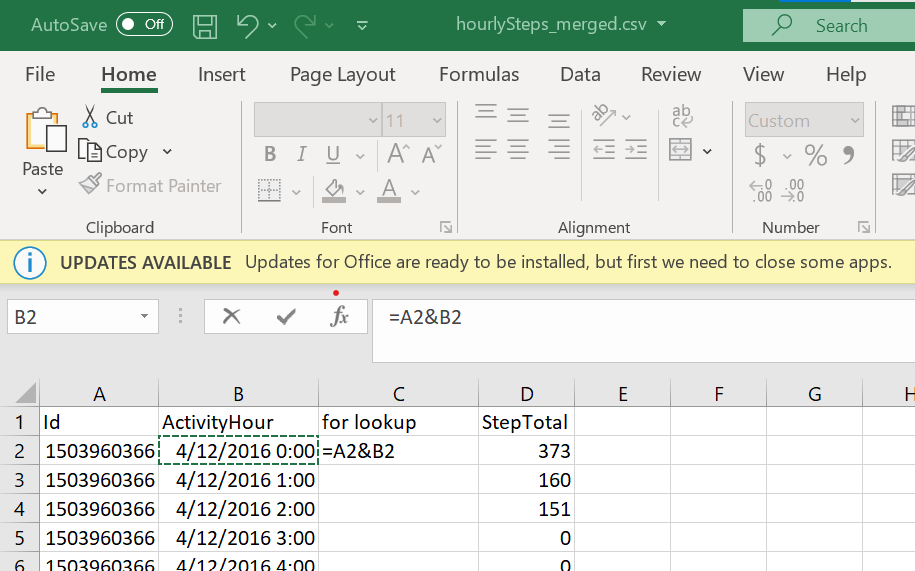 AutoSave Off hourlySteps_merged.csv Search
File Home Insert Page Layout Formulas Data Review View Help
Cut
Copy
Paste
Format Painter
11
B I U A A
A
ab
c
Custom
$ % 9
←0 .00
.00 →0
Clipboard Font Alignment Number
UPDATES AVAILABLE Updates for Office are ready to be installed, but first we need to close some apps.
B2 fx =A2&B2
A B C D E F G H
1 Id ActivityHour for lookup StepTotal
2 1503960366 4/12/2016 0:00 =A2&B2 373
3 1503960366 4/12/2016 1:00 160
4 1503960366 4/12/2016 2:00 151
5 1503960366 4/12/2016 3:00 0
6 1503960366 4/12/2016 4:00 0